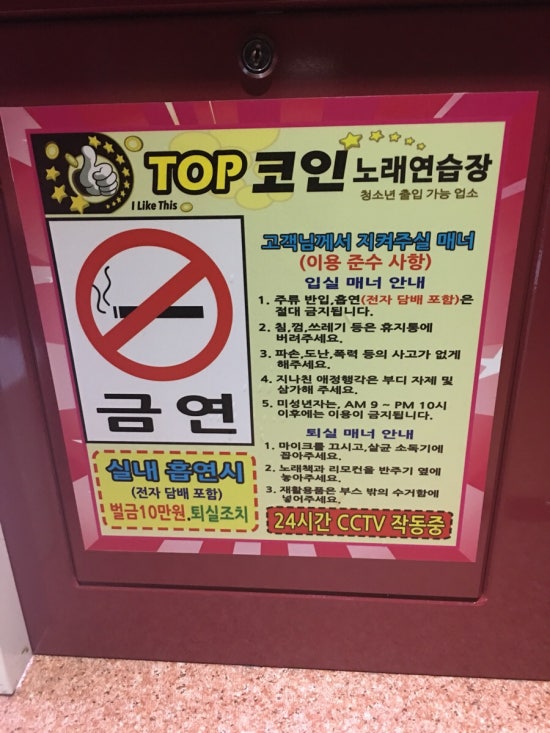 TOP 코인 노래연습장
I Like This
청소년 출입 가능 업소
금연
실내 흡연시
(전자 담배 포함)
벌금10만원.퇴실조치
고객님께서 지켜주실 매너
(이용 준수 사항)
입실 매너 안내
1. 주류 반입,흡연(전자 담배 포함)은
절대 금지됩니다.
2. 침,껌,쓰레기 등은 휴지통에
버려주세요.
3. 파손,도난,폭력 등의 사고가 없게
해주세요.
4. 지나친 애정행각은 부디 자제 및
삼가해 주세요.
5. 미성년자는, AM 9 ~ PM 10시
이후에는 이용이 금지됩니다.
퇴실 매너 안내
1. 마이크를 끄시고,살균 소독기에
꼽아주세요.
2. 노래책과 리모컨을 반주기 옆에
놓아주세요.
3. 재활용품은 부스 밖의 수거함에
넣어주세요.
24시간 CCTV 작동중